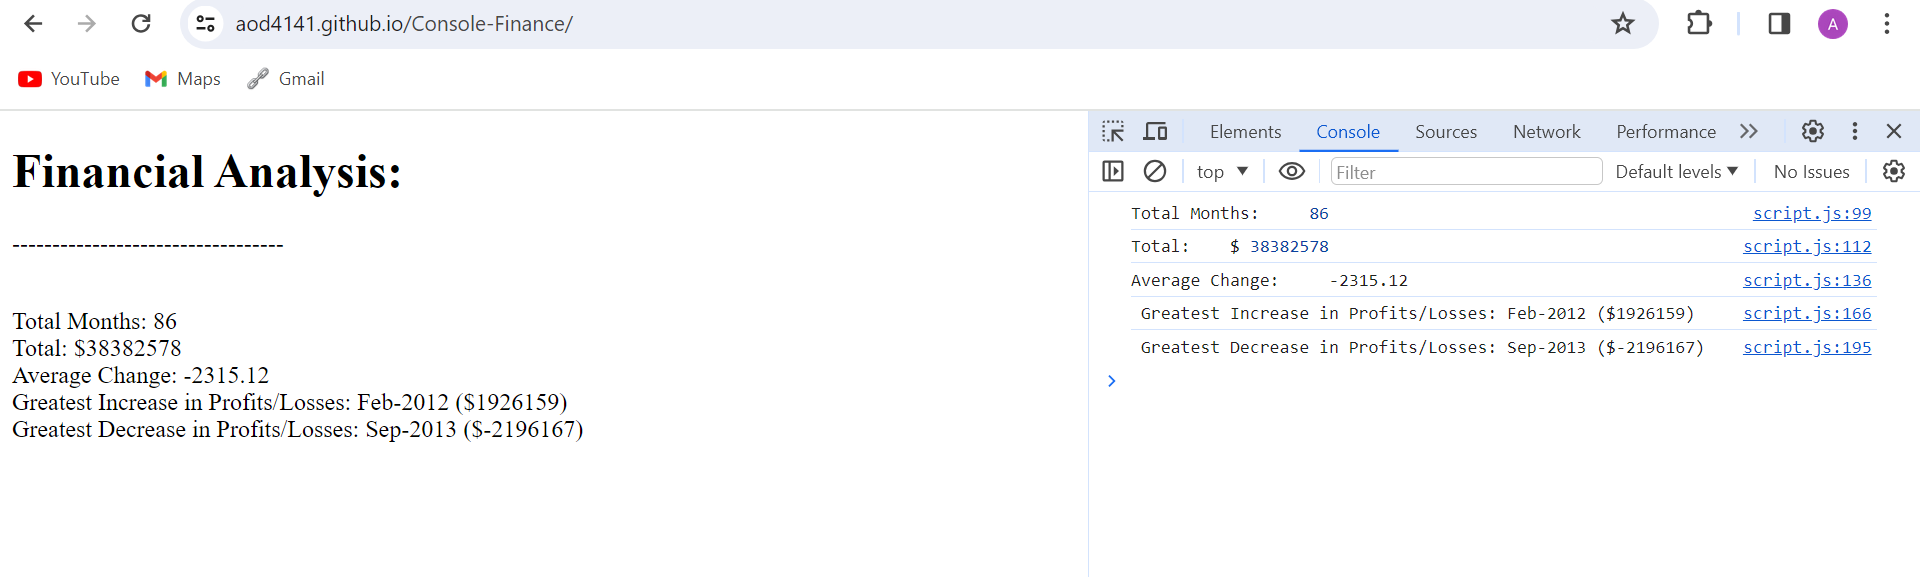 aod4141.github.io/Console-Finance/
A
YouTube Maps Gmail
Financial Analysis:
----------------------------------
Total Months: 86
Total: $38382578
Average Change: -2315.12
Greatest Increase in Profits/Losses: Feb-2012 ($1926159)
Greatest Decrease in Profits/Losses: Sep-2013 ($-2196167)
Elements Console Sources Network Performance
top Filter Default levels No Issues
Total Months: 86 script.js:99
Total: $ 38382578 script.js:112
Average Change: -2315.12 script.js:136
Greatest Increase in Profits/Losses: Feb-2012 ($1926159) script.js:166
Greatest Decrease in Profits/Losses: Sep-2013 ($-2196167) script.js:195